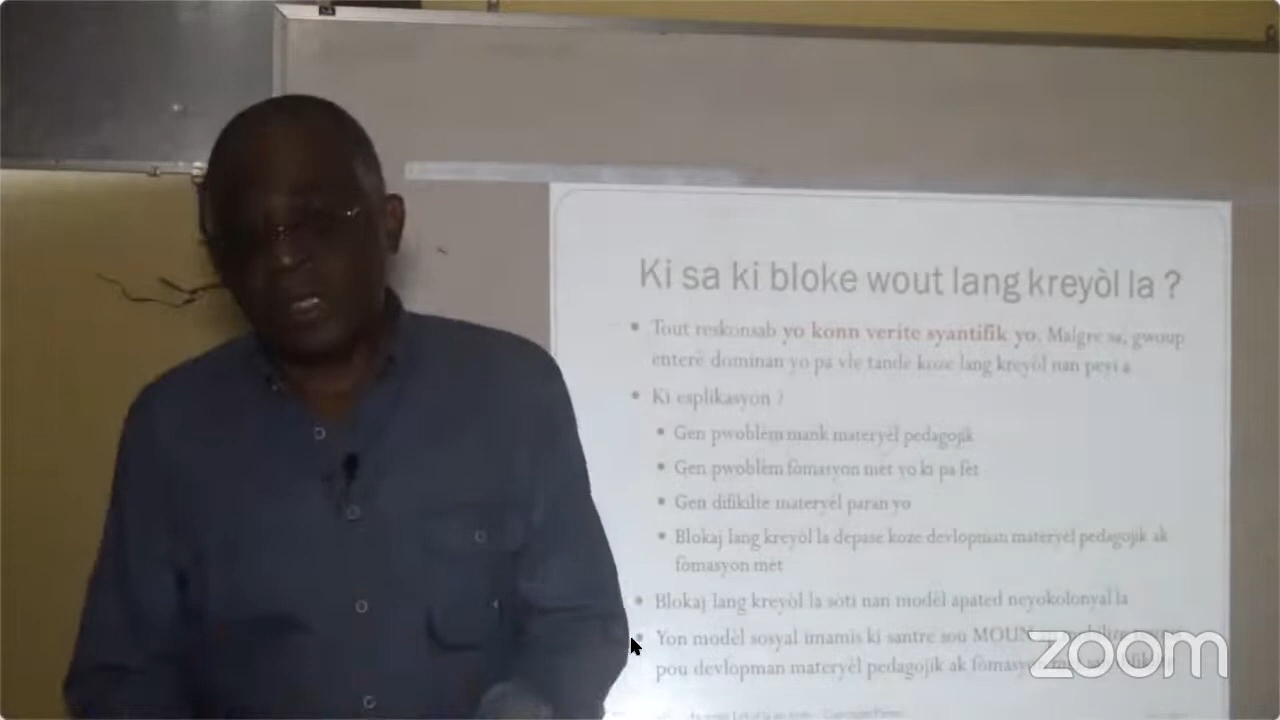 Ki sa ki bloke wout lang kreyòl la ?
• Tout reskonsab yo konn verite syantifik yo. Malgre sa, gwoup
enterè dominan yo pa vle tande koze lang kreyòl nan peyi a
• Ki esplikasyon ?
• Gen pwoblèm mank materyèl pedagojik
• Gen pwoblèm fòmasyon mèt yo ki pa fèt
• Gen difikilte materyèl paran yo
• Blokaj lang kreyòl la depase koze devlopman materyèl pedagojik ak
fòmasyon mèt
• Blokaj lang kreyòl la soti nan modèl apated neyokolonyal la
• Yon modèl sosyal imanis ki santre sou MOUN
pou devlopman materyèl pedagojik ak
zoom